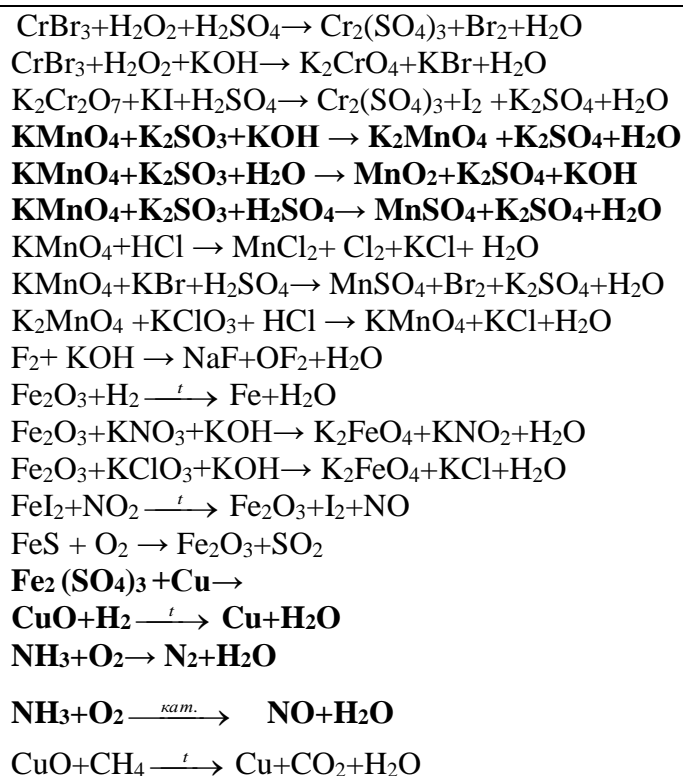 CrBr₃+H₂O₂+H₂SO₄→ Cr₂(SO₄)₃+Br₂+H₂O
CrBr₃+H₂O₂+KOH→ K₂CrO₄+KBr+H₂O
K₂Cr₂O₇+KI+H₂SO₄→ Cr₂(SO₄)₃+I₂ +K₂SO₄+H₂O
KMnO₄+K₂SO₃+KOH → K₂MnO₄ +K₂SO₄+H₂O
KMnO₄+K₂SO₃+H₂O → MnO₂+K₂SO₄+KOH
KMnO₄+K₂SO₃+H₂SO₄→ MnSO₄+K₂SO₄+H₂O
KMnO₄+HCl → MnCl₂+ Cl₂+KCl+ H₂O
KMnO₄+KBr+H₂SO₄→ MnSO₄+Br₂+K₂SO₄+H₂O
K₂MnO₄ +KClO₃+ HCl → KMnO₄+KCl+H₂O
F₂+ KOH → NaF+OF₂+H₂O
Fe₂O₃+H₂ —t→ Fe+H₂O
Fe₂O₃+KNO₃+KOH→ K₂FeO₄+KNO₂+H₂O
Fe₂O₃+KClO₃+KOH→ K₂FeO₄+KCl+H₂O
FeI₂+NO₂ —t→ Fe₂O₃+I₂+NO
FeS + O₂ → Fe₂O₃+SO₂
Fe₂ (SO₄)₃ +Cu→
CuO+H₂ —t→ Cu+H₂O
NH₃+O₂→ N₂+H₂O
NH₃+O₂ —кат.→ NO+H₂O
CuO+CH₄ —t→ Cu+CO₂+H₂O